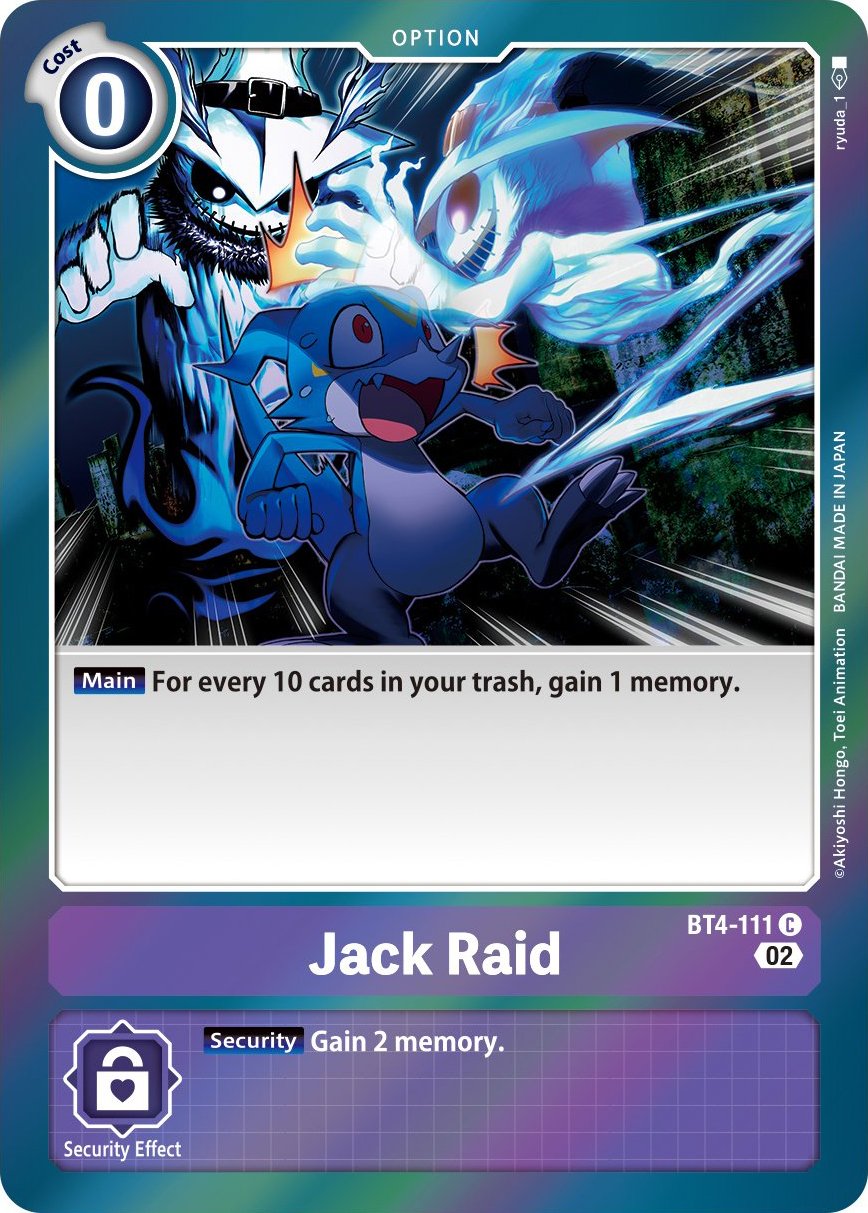 OPTION
Cost
0
ryuda_1
Main For every 10 cards in your trash, gain 1 memory.
©Akiyoshi Hongo, Toei Animation BANDAI MADE IN JAPAN
BT4-111 C
Jack Raid
02
Security Gain 2 memory.
Security Effect